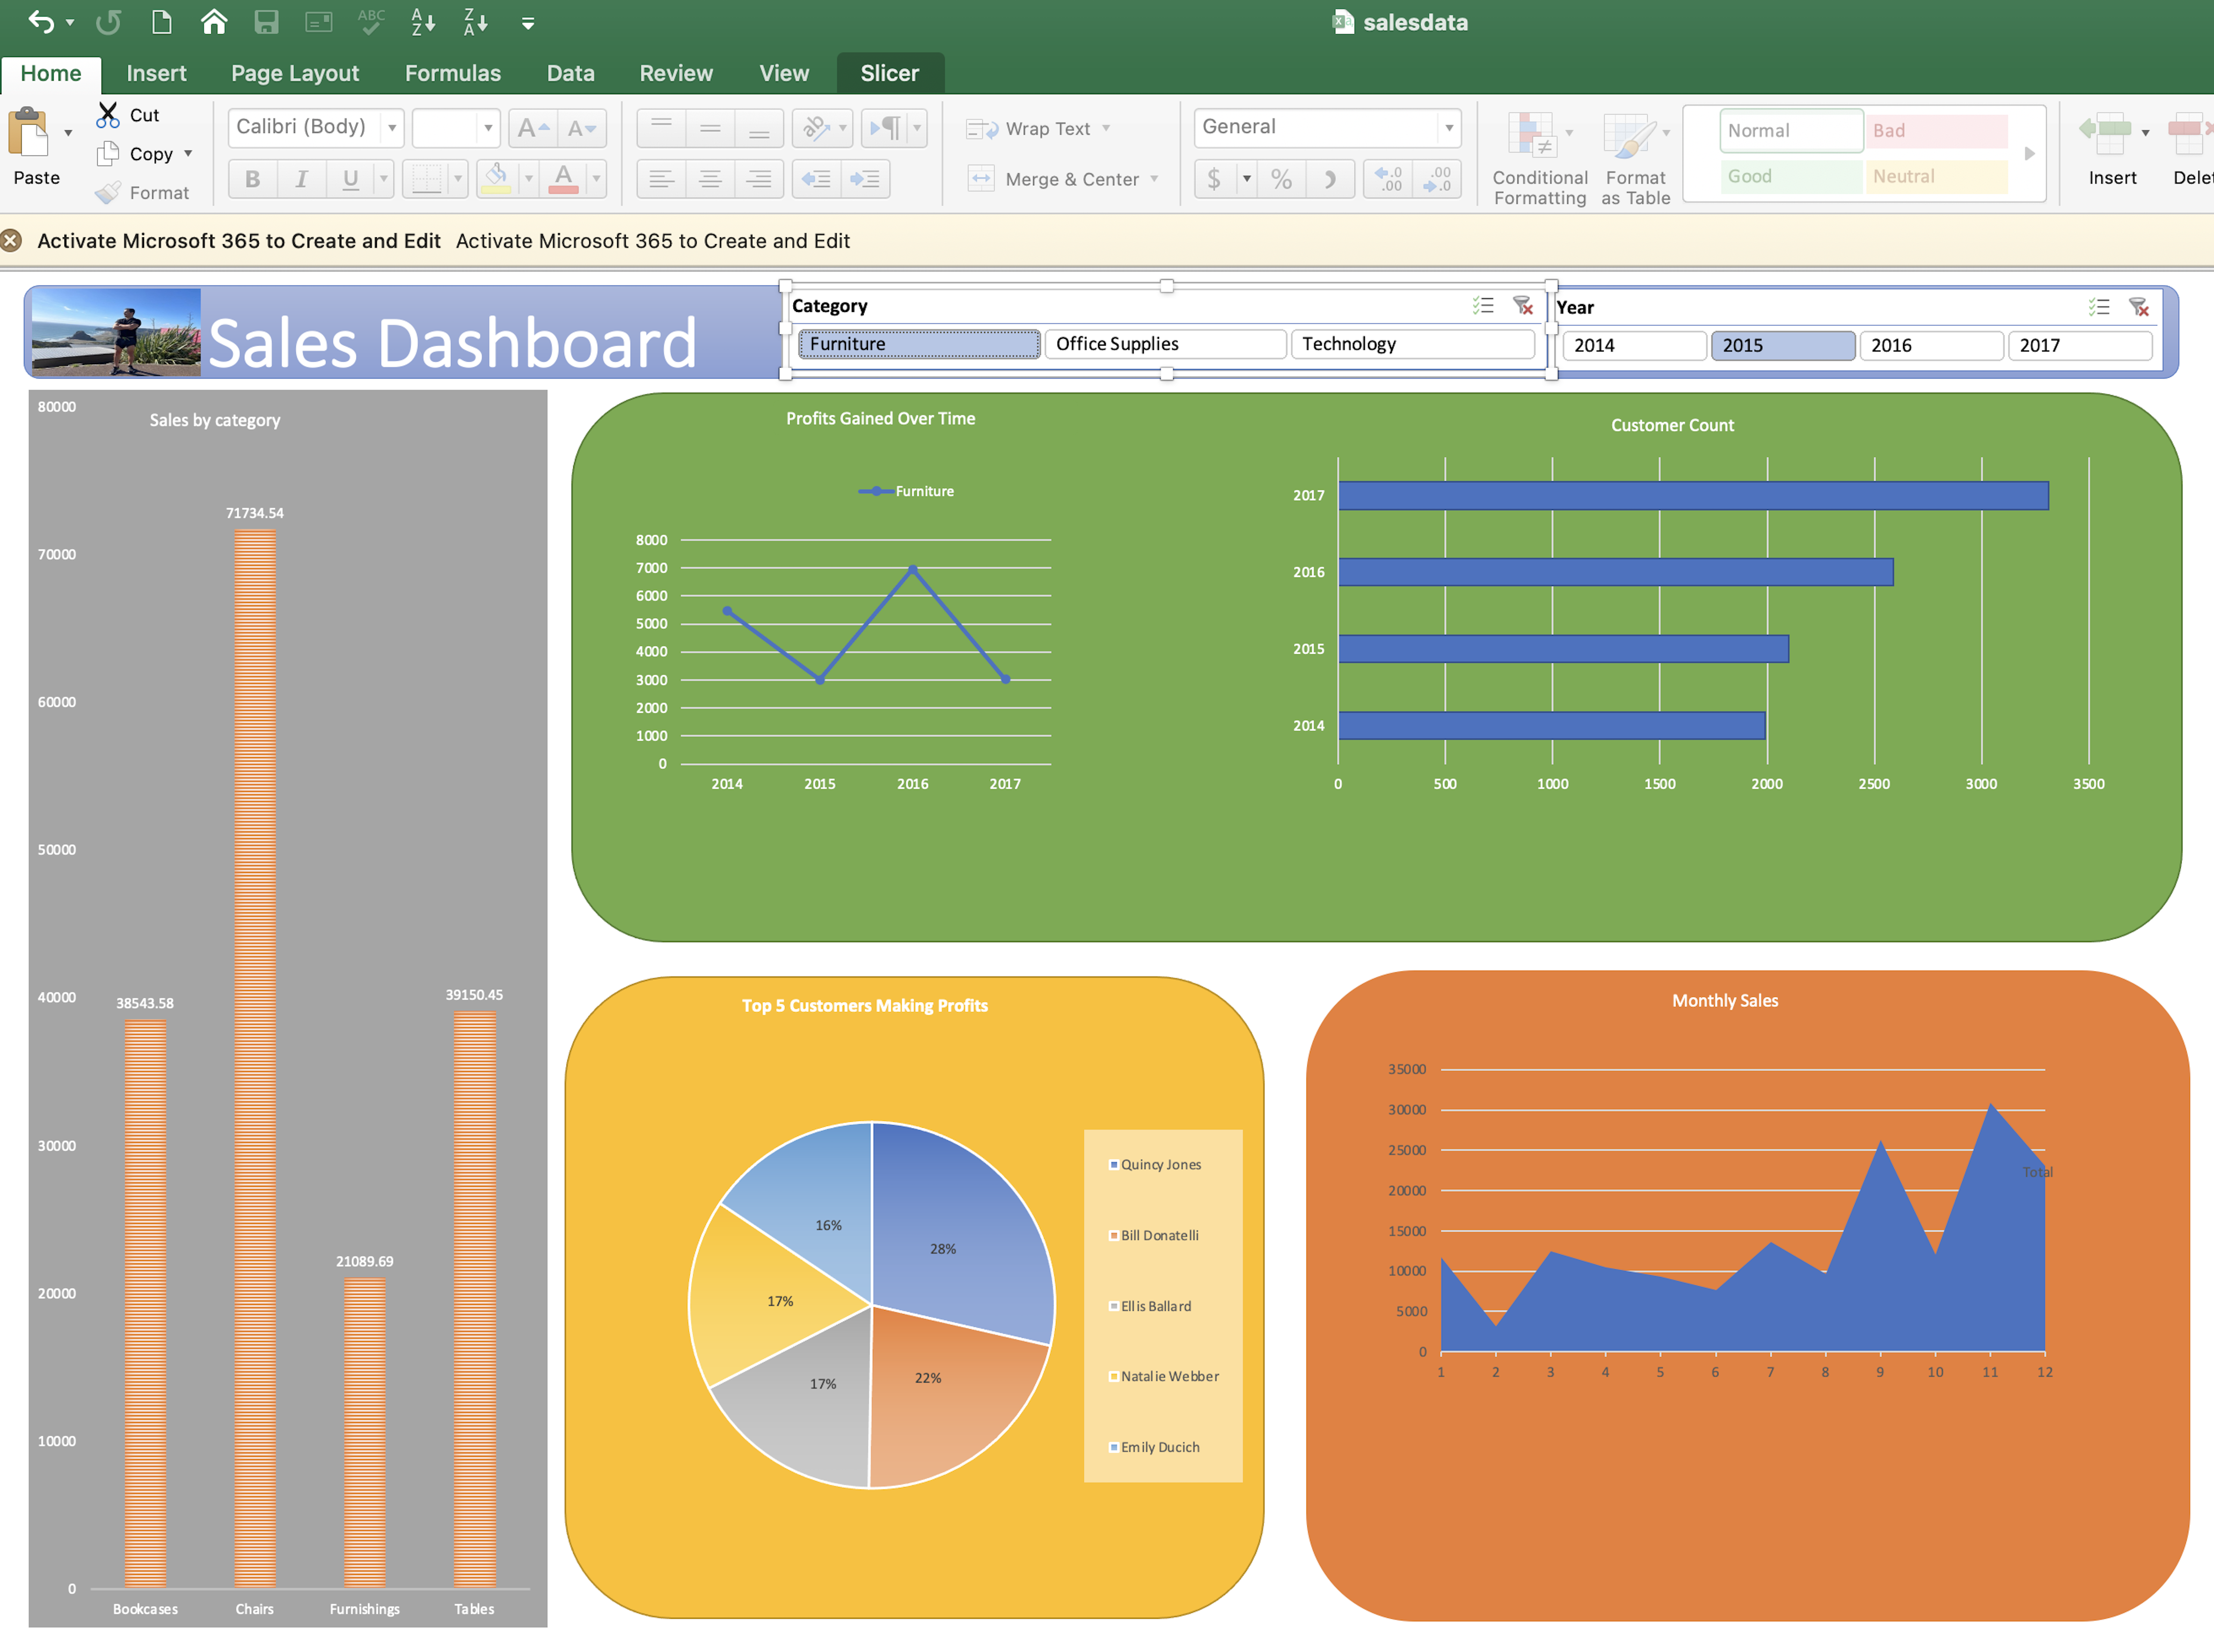 salesdata
Home Insert Page Layout Formulas Data Review View Slicer
Paste
Cut
Copy
Format
Calibri (Body)
B I U
Wrap Text
Merge & Center
General
$ % 
Conditional Formatting
Format as Table
Normal Bad
Good Neutral
Insert
Delet
Activate Microsoft 365 to Create and Edit Activate Microsoft 365 to Create and Edit
Sales Dashboard
Category
Furniture Office Supplies Technology
Year
2014 2015 2016 2017
Sales by category
80000
70000
60000
50000
40000
30000
20000
10000
0
38543.58
71734.54
21089.69
39150.45
Bookcases Chairs Furnishings Tables
Profits Gained Over Time
Furniture
8000
7000
6000
5000
4000
3000
2000
1000
0
2014 2015 2016 2017
Customer Count
2017
2016
2015
2014
0 500 1000 1500 2000 2500 3000 3500
Top 5 Customers Making Profits
28%
22%
17%
17%
16%
Quincy Jones
Bill Donatelli
Ellis Ballard
Natalie Webber
Emily Ducich
Monthly Sales
35000
30000
25000
20000
15000
10000
5000
0
Total
1 2 3 4 5 6 7 8 9 10 11 12